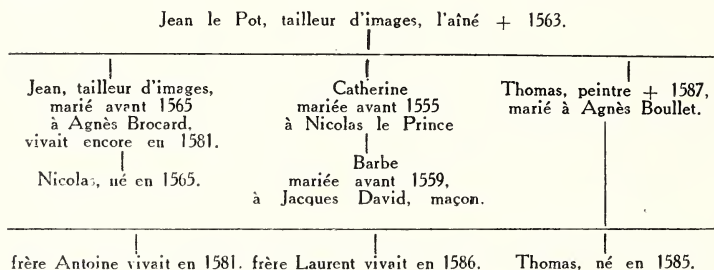 Jean le Pot, tailleur d'images, l'aîné + 1563.
Jean, tailleur d'images,
marié avant 1565
à Agnès Brocard,
vivait encore en 1581.
Nicolas, né en 1565.
Catherine
mariée avant 1555
à Nicolas le Prince
Barbe
mariée avant 1559,
à Jacques David, maçon.
Thomas, peintre + 1587,
marié à Agnès Boullet.
frère Antoine vivait en 1581.
frère Laurent vivait en 1586.
Thomas, né en 1585.